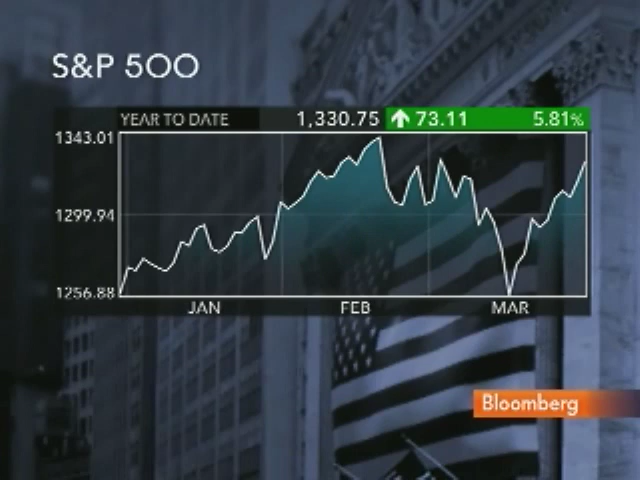 S&P 500
YEAR TO DATE 1,330.75 73.11 5.81%
1343.01
1299.94
1256.88
JAN FEB MAR
Bloomberg